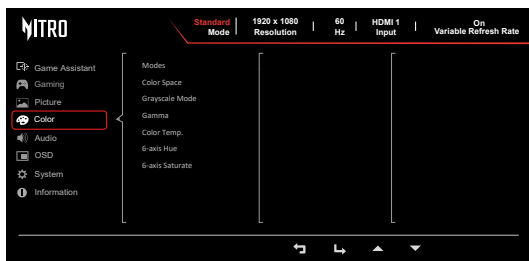 NITRO
Standard Mode
1920 x 1080 Resolution
60 Hz
HDMI 1 Input
On Variable Refresh Rate
Game Assistant
Gaming
Picture
Color
Audio
OSD
System
Information
Modes
Color Space
Grayscale Mode
Gamma
Color Temp.
6-axis Hue
6-axis Saturate